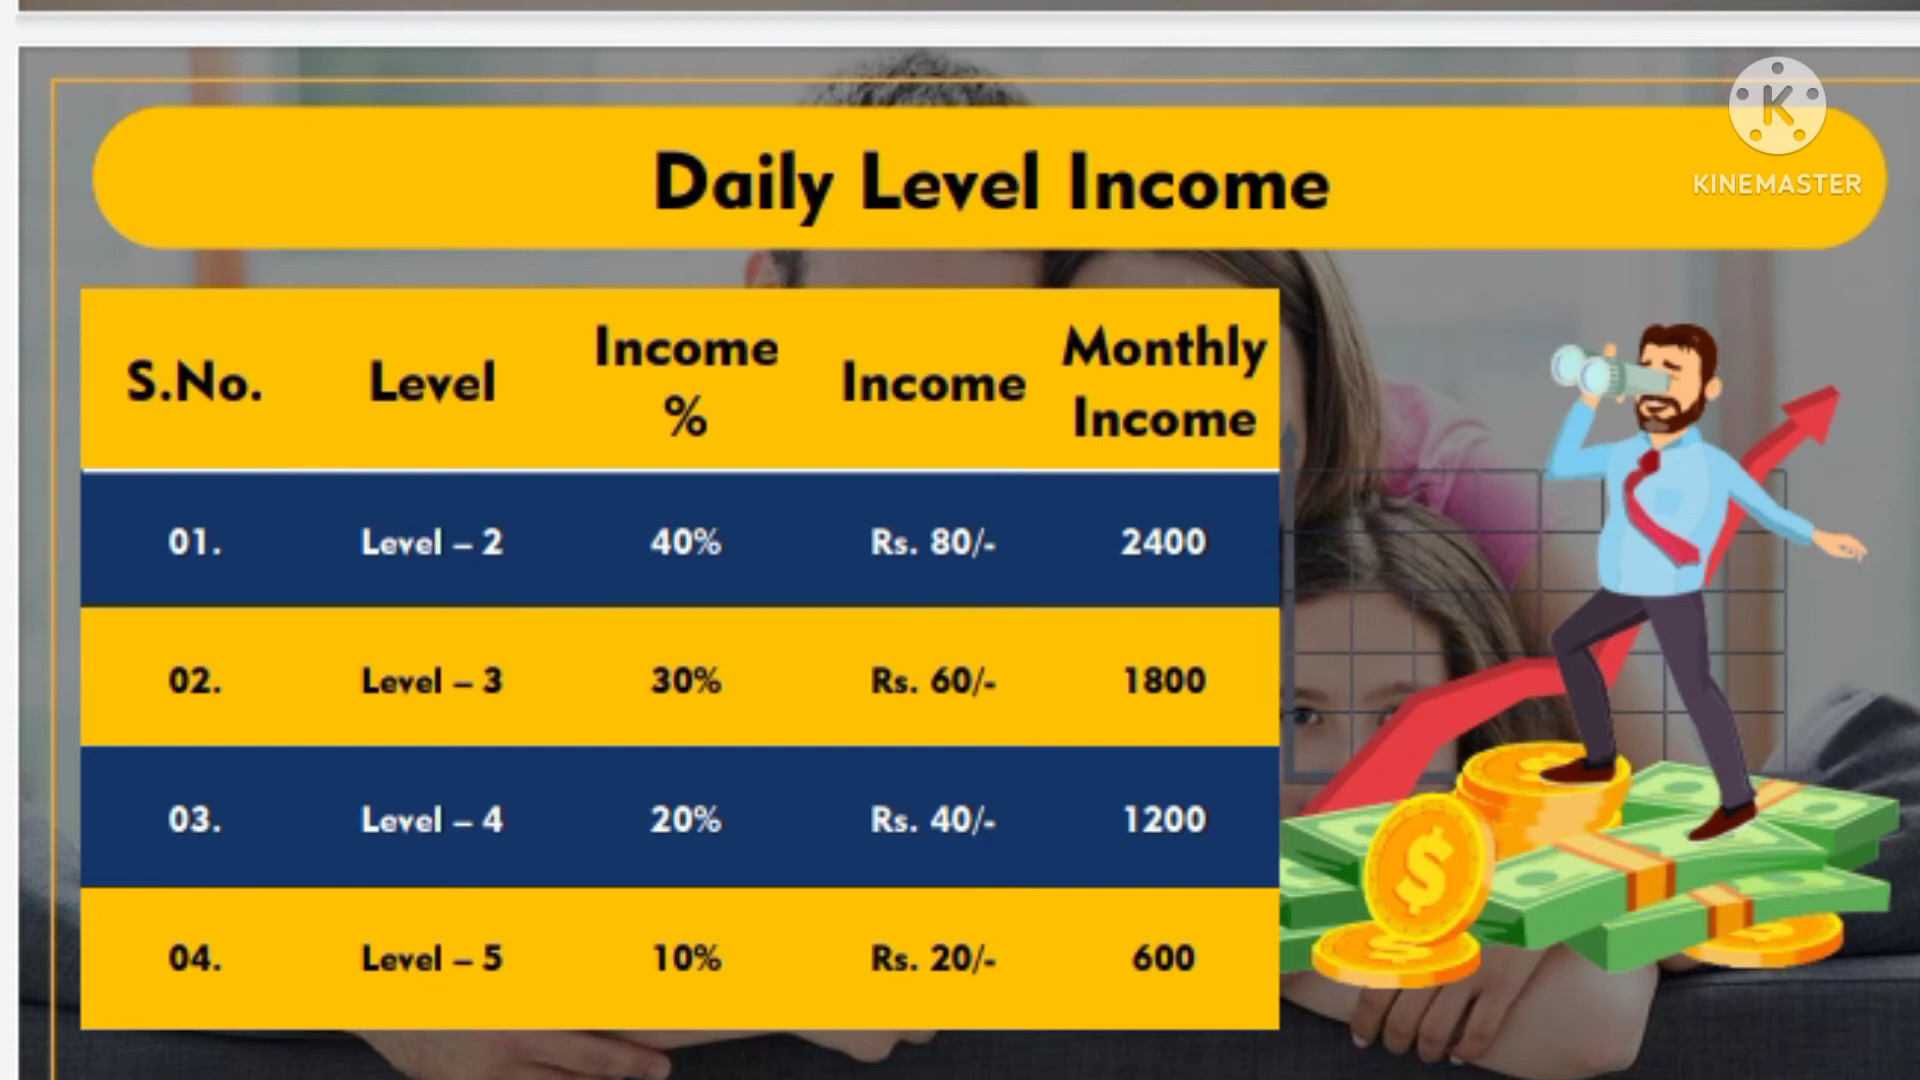 KINEMASTER
Daily Level Income
S.No. Level Income % Income Monthly Income
01. Level – 2 40% Rs. 80/- 2400
02. Level – 3 30% Rs. 60/- 1800
03. Level – 4 20% Rs. 40/- 1200
04. Level – 5 10% Rs. 20/- 600